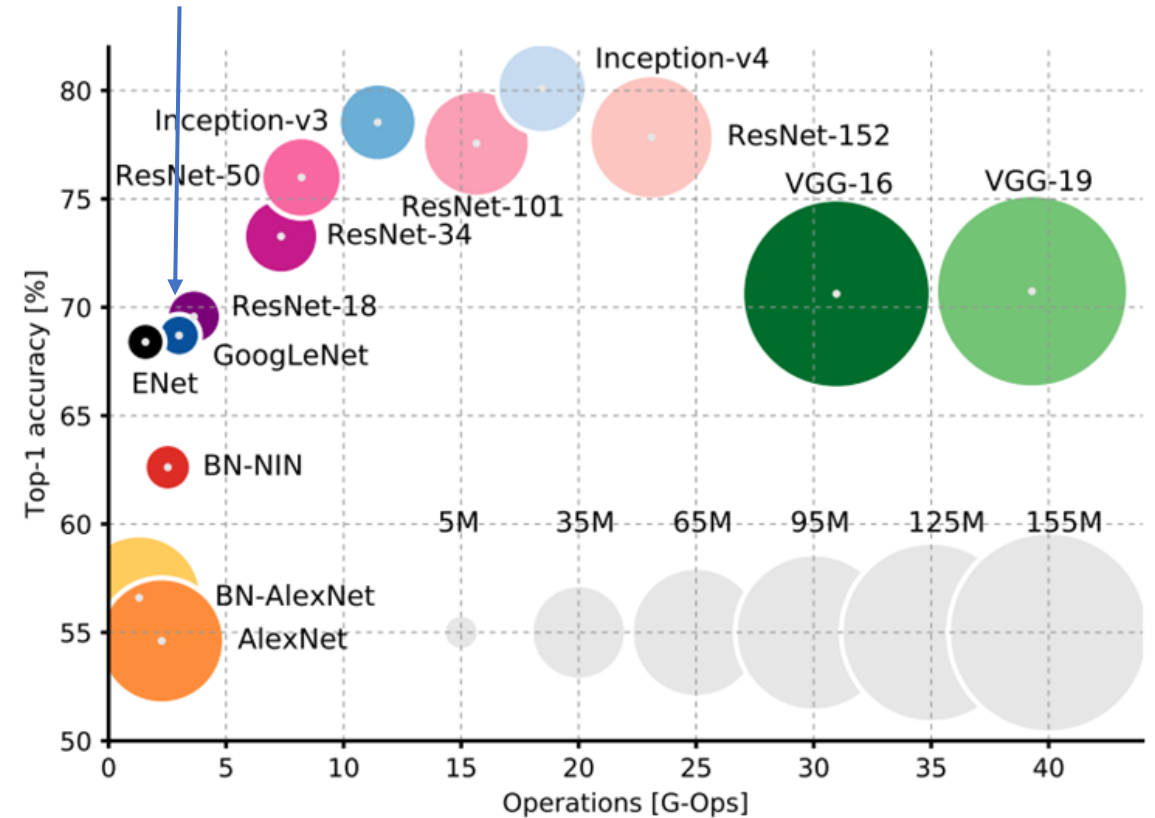 Inception-v4
80
Inception-v3
ResNet-152
ResNet-50
VGG-16
VGG-19
75
ResNet-101
ResNet-34
70
ResNet-18
GoogLeNet
ENet
65
BN-NIN
60
5M
35M
65M
95M
125M
155M
BN-AlexNet
55
AlexNet
50
Top-1 accuracy [%]
0
5
10
15
20
25
30
35
40
Operations [G-Ops]